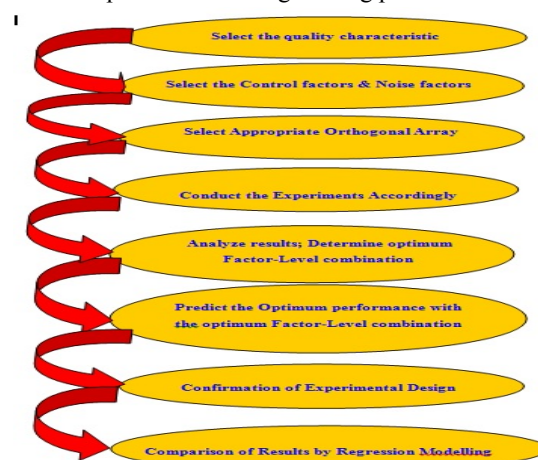 Select the quality characteristic
Select the Control factors & Noise factors
Select Appropriate Orthogonal Array
Conduct the Experiments Accordingly
Analyze results; Determine optimum
Factor-Level combination
Predict the Optimum performance with
the optimum Factor-Level combination
Confirmation of Experimental Design
Comparison of Results by Regression Modelling